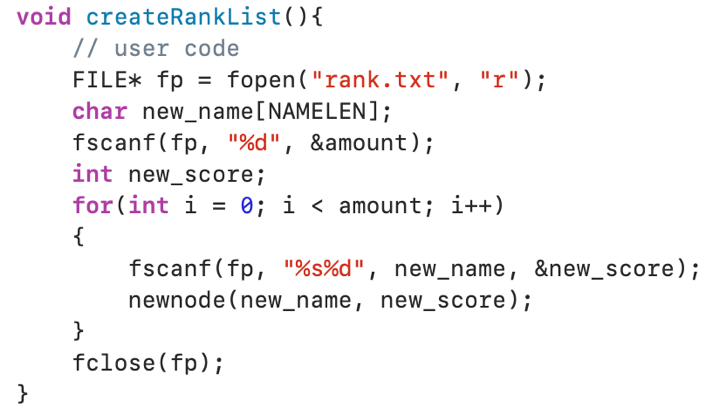 void createRankList(){
    // user code
    FILE* fp = fopen("rank.txt", "r");
    char new_name[NAMELEN];
    fscanf(fp, "%d", &amount);
    int new_score;
    for(int i = 0; i < amount; i++)
    {
        fscanf(fp, "%s%d", new_name, &new_score);
        newnode(new_name, new_score);
    }
    fclose(fp);
}